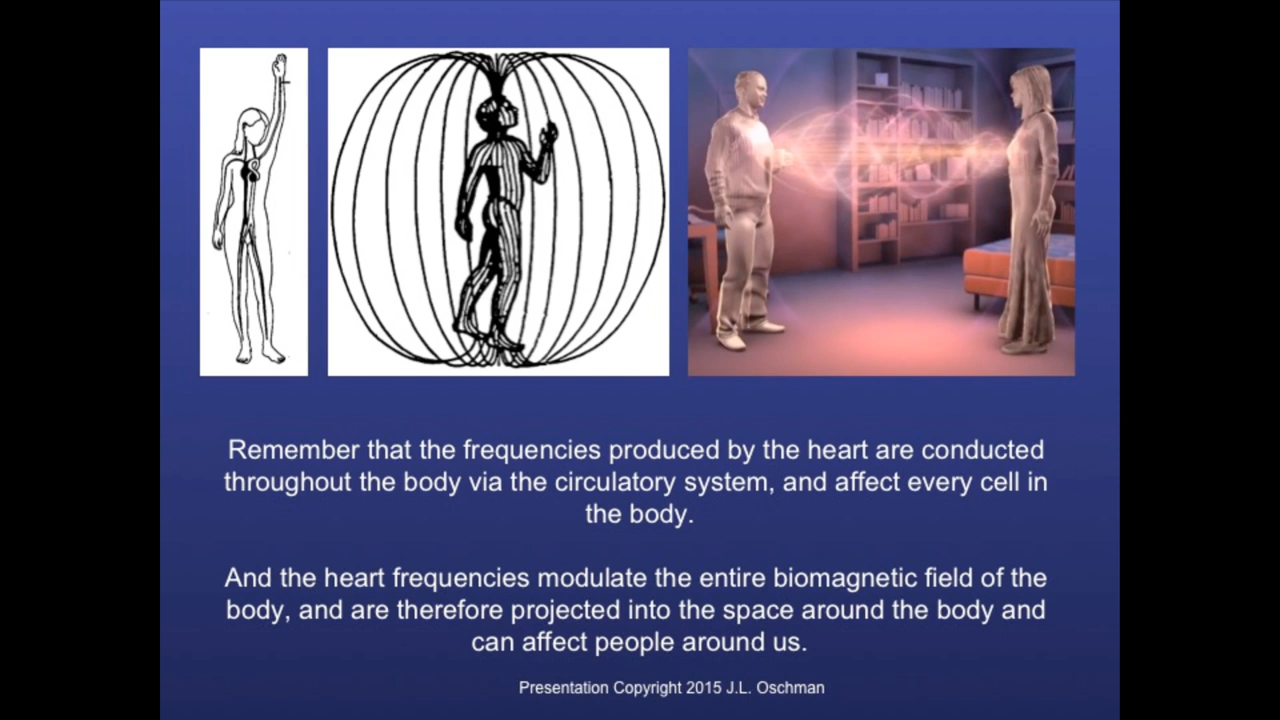 Remember that the frequencies produced by the heart are conducted
throughout the body via the circulatory system, and affect every cell in
the body.
And the heart frequencies modulate the entire biomagnetic field of the
body, and are therefore projected into the space around the body and
can affect people around us.
Presentation Copyright 2015 J.L. Oschman